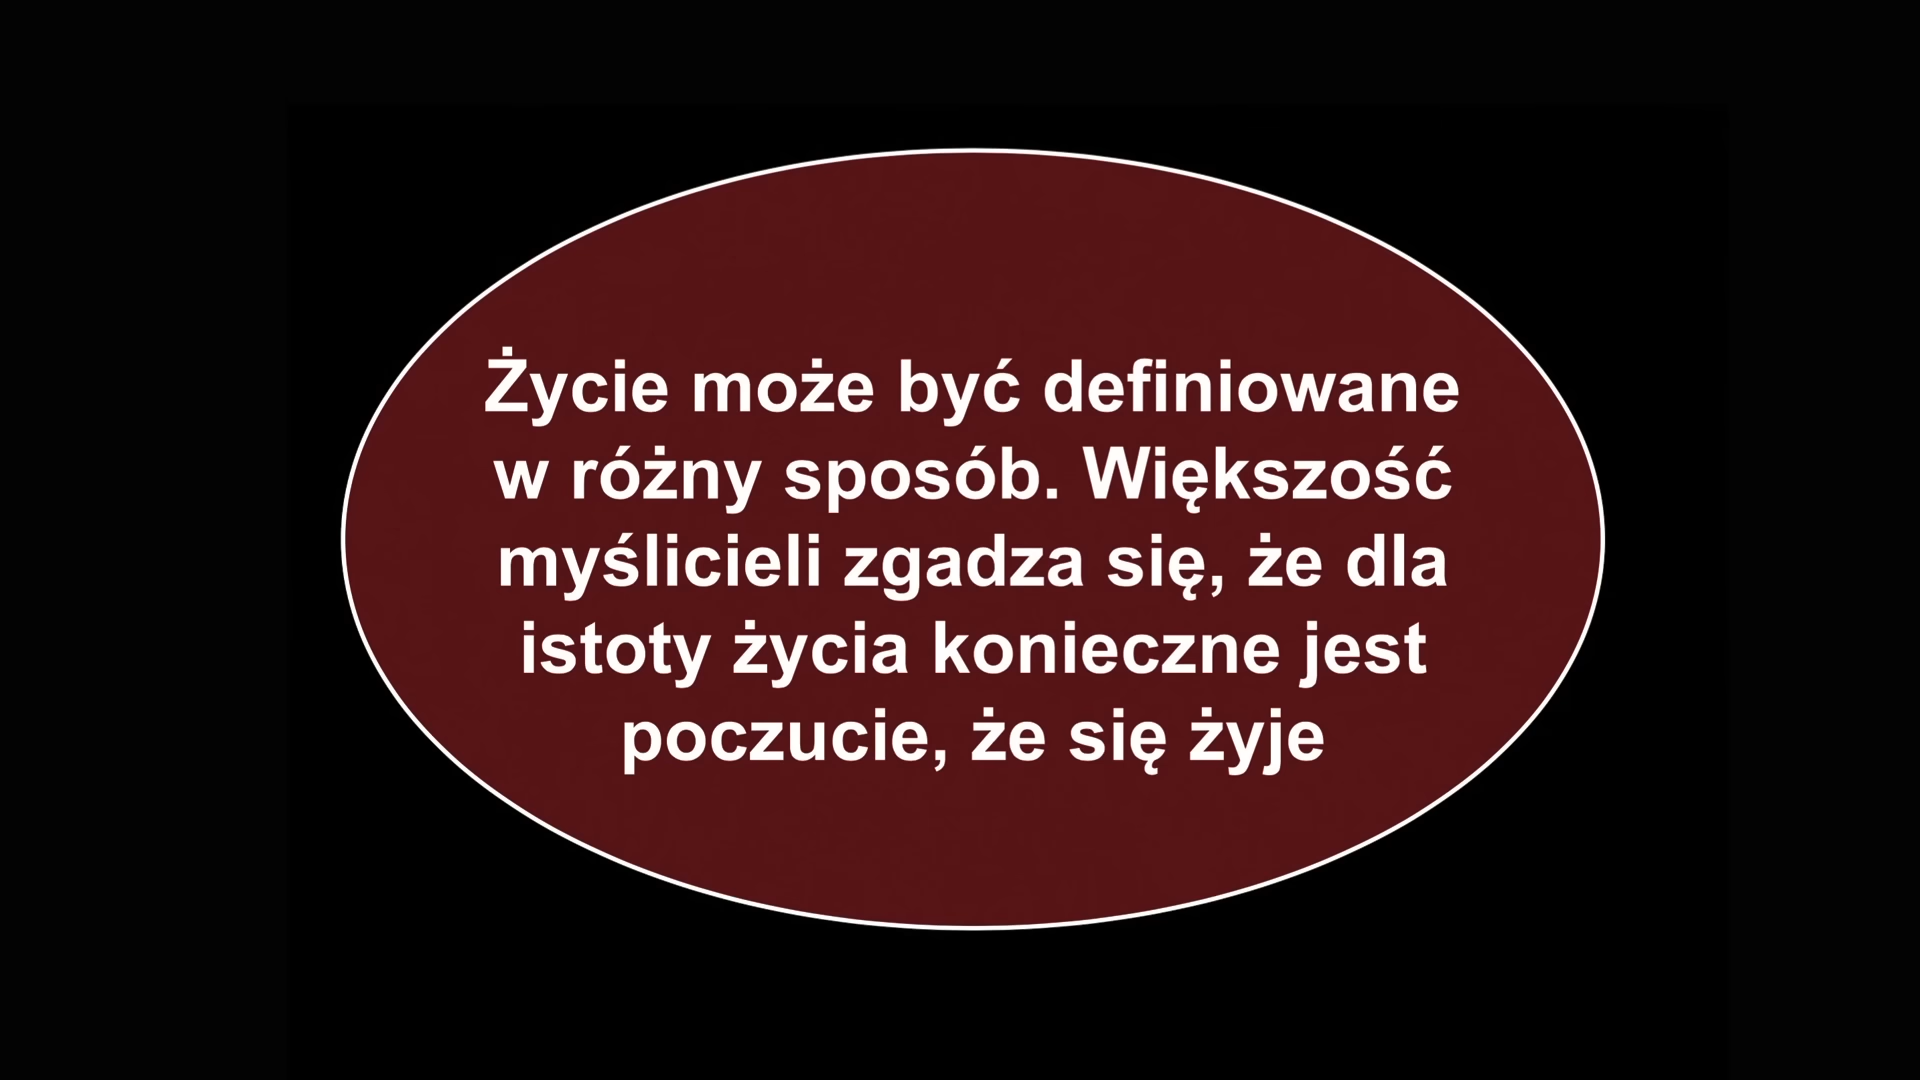 Życie może być definiowane
w różny sposób. Większość
myślicieli zgadza się, że dla
istoty życia konieczne jest
poczucie, że się żyje